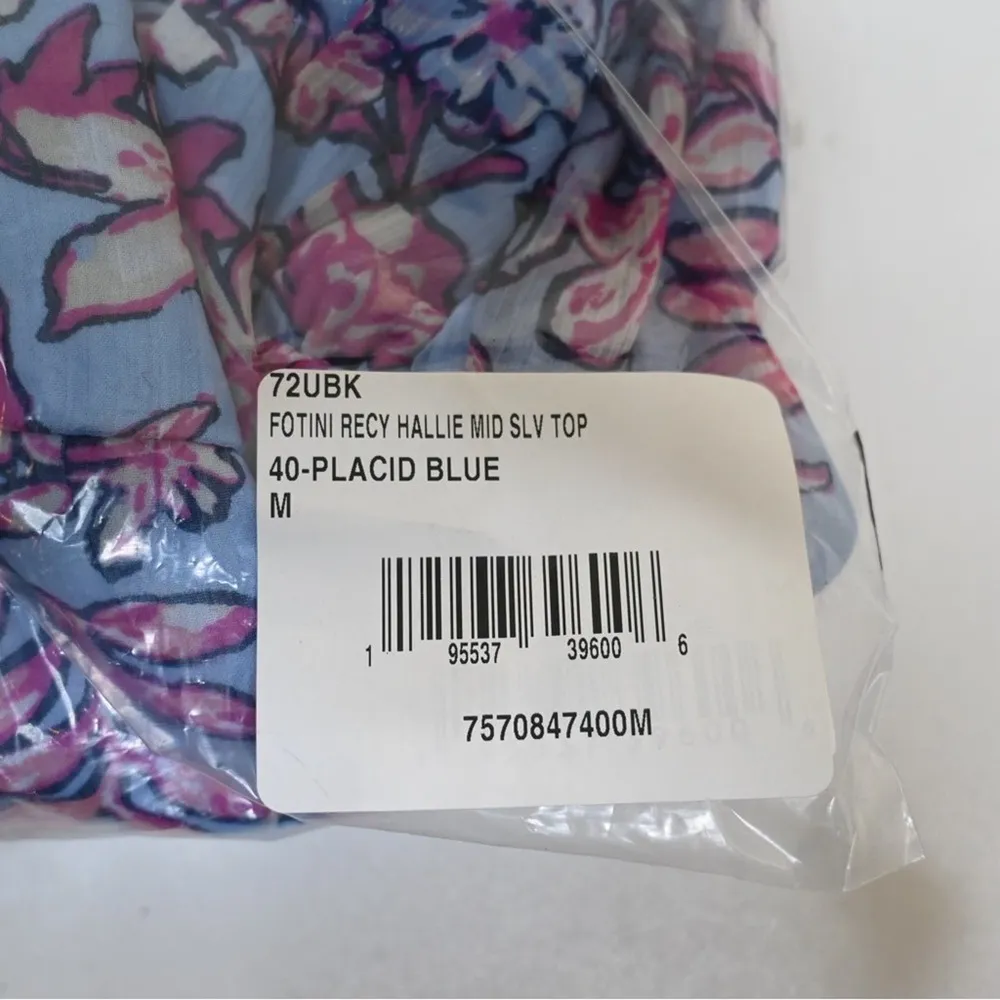 72UBK
FOTINI RECY HALLIE MID SLV TOP
40-PLACID BLUE
M
1 95537 39600 6
7570847400M